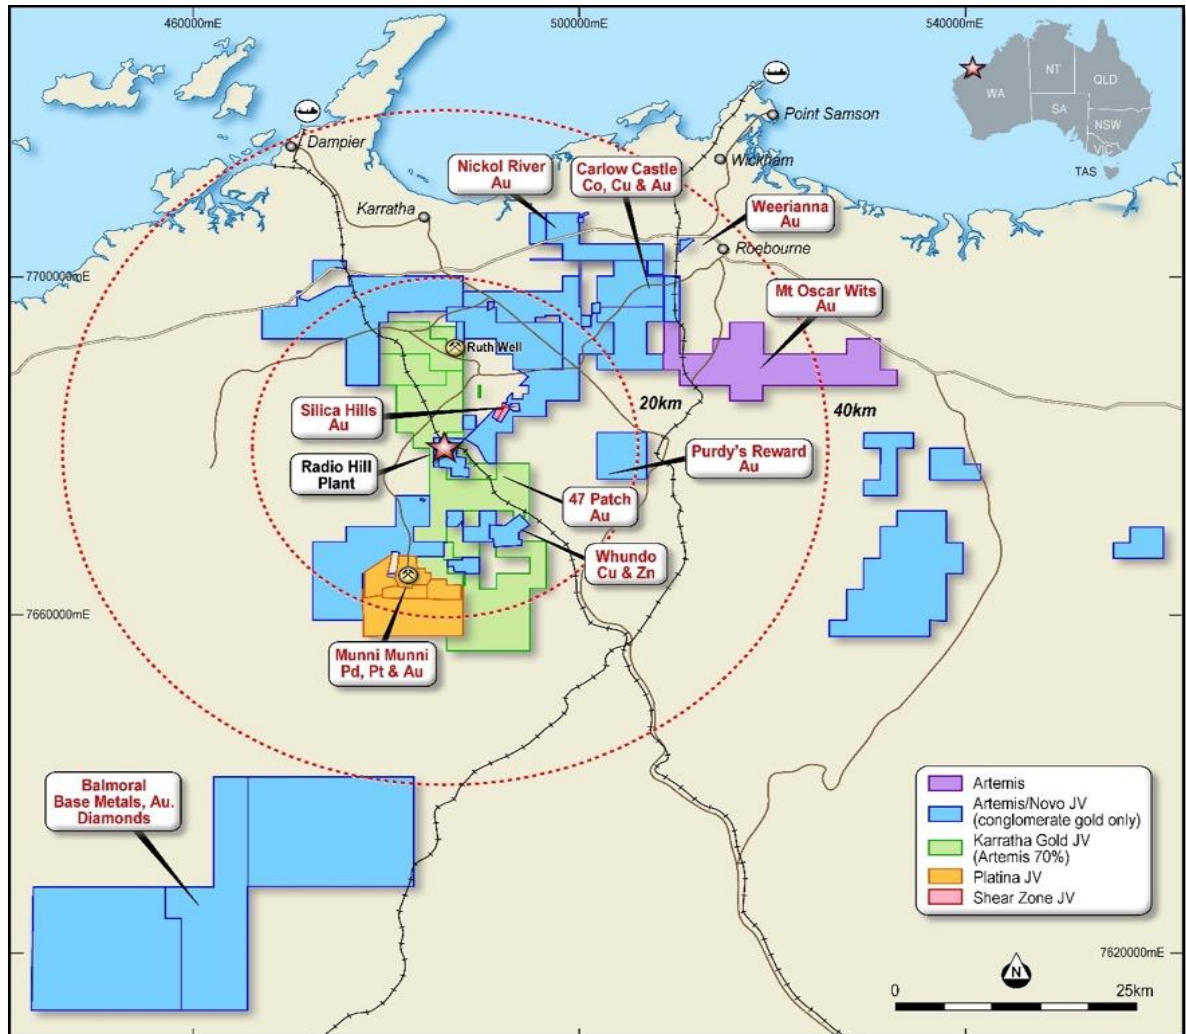 460000mE
500000mE
540000mE
WA
NT
SA
QLD
NSW
VIC
TAS
Dampier
Point Samson
Wickham
Nickol River
Au
Carlow Castle
Co, Cu & Au
Karratha
Weerianna
Au
Roebourne
7700000mE
Mt Oscar Wits
Au
Ruth Well
Silica Hills
Au
20km
40km
Radio Hill
Plant
Purdy's Reward
Au
47 Patch
Au
Whundo
Cu & Zn
7660000mE
Munni Munni
Pd, Pt & Au
Balmoral
Base Metals, Au.
Diamonds
Artemis
Artemis/Novo JV
(conglomerate gold only)
Karratha Gold JV
(Artemis 70%)
Platina JV
Shear Zone JV
7620000mE
N
0
25km